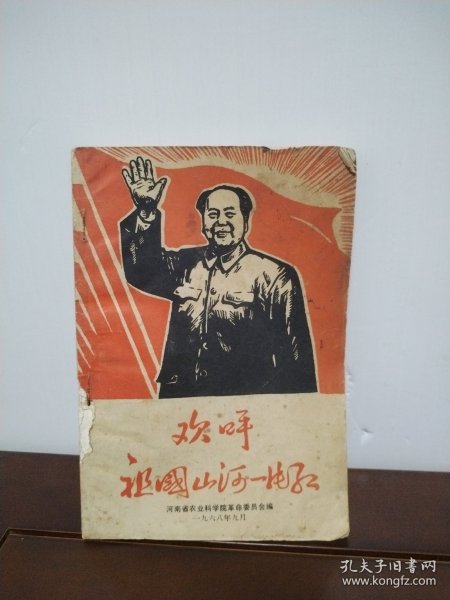 欢呼
祖國山河一片红
河南省农业科学院革命委员会编
一九六八年九月
孔夫子旧书网
www.kongfz.com